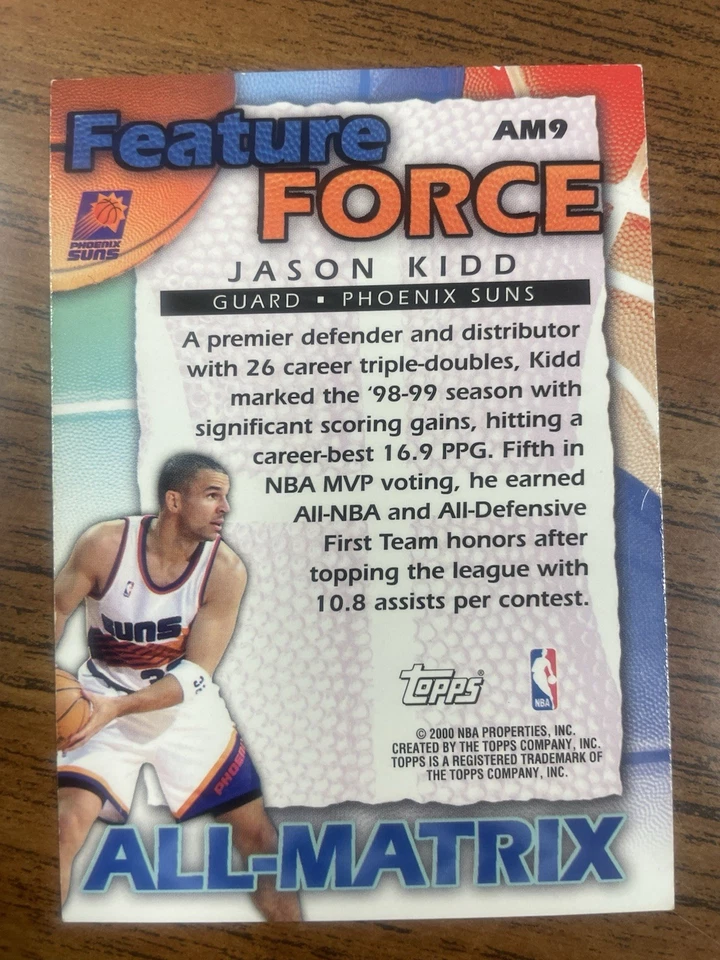 Feature
AM9
FORCE
PHOENIX
SUNS
JASON KIDD
GUARD ▪ PHOENIX SUNS
A premier defender and distributor
with 26 career triple-doubles, Kidd
marked the '98-99 season with
significant scoring gains, hitting a
career-best 16.9 PPG. Fifth in
NBA MVP voting, he earned
All-NBA and All-Defensive
First Team honors after
topping the league with
10.8 assists per contest.
SUNS
3
PHOE
topps®
NBA
© 2000 NBA PROPERTIES, INC.
CREATED BY THE TOPPS COMPANY, INC.
TOPPS IS A REGISTERED TRADEMARK OF
THE TOPPS COMPANY, INC.
ALL-MATRIX